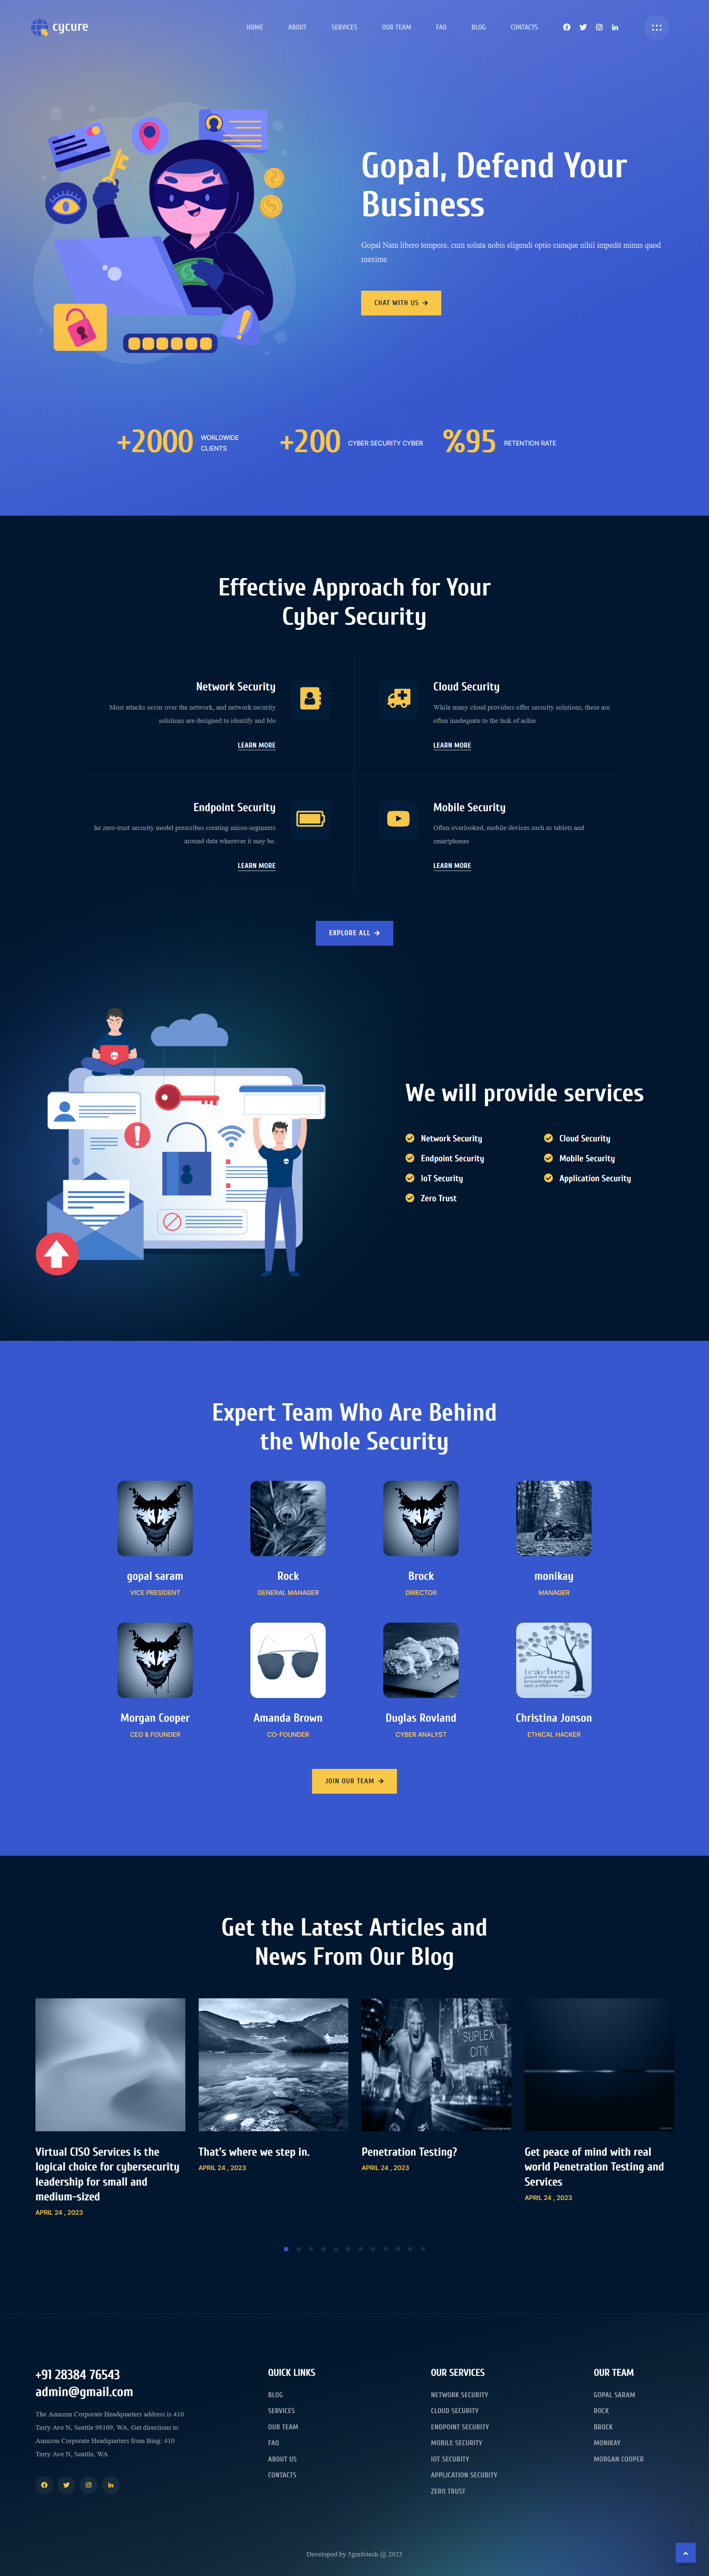 cycure
HOME ABOUT SERVICES OUR TEAM FAQ BLOG CONTACTS
Gopal, Defend Your
Business
Gopal Nam libero tempore, cum soluta nobis eligendi optio cumque nihil impedit minus quod
maxime
CHAT WITH US
+2000 WORLDWIDE
CLIENTS
+200 CYBER SECURITY CYBER
%95 RETENTION RATE
Effective Approach for Your
Cyber Security
Network Security
Most attacks occur over the network, and network security
solutions are designed to identify and blo
LEARN MORE
Cloud Security
While many cloud providers offer security solutions, these are
often inadequate to the task of achie
LEARN MORE
Endpoint Security
he zero-trust security model prescribes creating micro-segments
around data wherever it may be.
LEARN MORE
Mobile Security
Often overlooked, mobile devices such as tablets and
smartphones
LEARN MORE
EXPLORE ALL
We will provide services
Network Security
Cloud Security
Endpoint Security
Mobile Security
IoT Security
Application Security
Zero Trust
Expert Team Who Are Behind
the Whole Security
gopal saram
VICE PRESIDENT
Rock
GENERAL MANAGER
Brock
DIRECTOR
monikay
MANAGER
teachers
plant the seeds of
knowledge that
last a lifetime
Morgan Cooper
CEO & FOUNDER
Amanda Brown
CO-FOUNDER
Duglas Rovland
CYBER ANALYST
Christina Jonson
ETHICAL HACKER
JOIN OUR TEAM
Get the Latest Articles and
News From Our Blog
SUPLEX
CITY
Virtual CISO Services is the
logical choice for cybersecurity
leadership for small and
medium-sized
APRIL 24 , 2023
That's where we step in.
APRIL 24 , 2023
Penetration Testing?
APRIL 24 , 2023
Get peace of mind with real
world Penetration Testing and
Services
APRIL 24 , 2023
+91 28384 76543
admin@gmail.com
The Amazon Corporate Headquarters address is 410
Terry Ave N, Seattle 98109, WA. Get directions to
Amazon Corporate Headquarters from Bing: 410
Terry Ave N, Seattle, WA
QUICK LINKS
BLOG
SERVICES
OUR TEAM
FAQ
ABOUT US
CONTACTS
OUR SERVICES
NETWORK SECURITY
CLOUD SECURITY
ENDPOINT SECURITY
MOBILE SECURITY
IOT SECURITY
APPLICATION SECURITY
ZERO TRUST
OUR TEAM
GOPAL SARAM
ROCK
BROCK
MONIKAY
MORGAN COOPER
Developed by 5ginfotech @ 2023